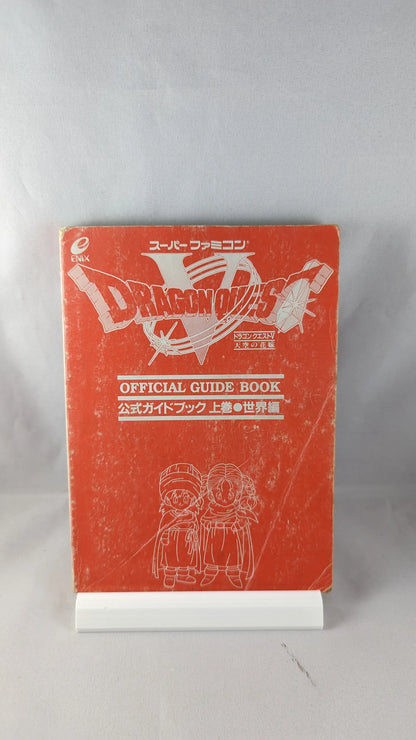 スーパーファミコン®
ENIX
DRAGON QUEST
V
ドラゴンクエストV
天空の花嫁
OFFICIAL GUIDE BOOK
公式ガイドブック 上巻●世界編